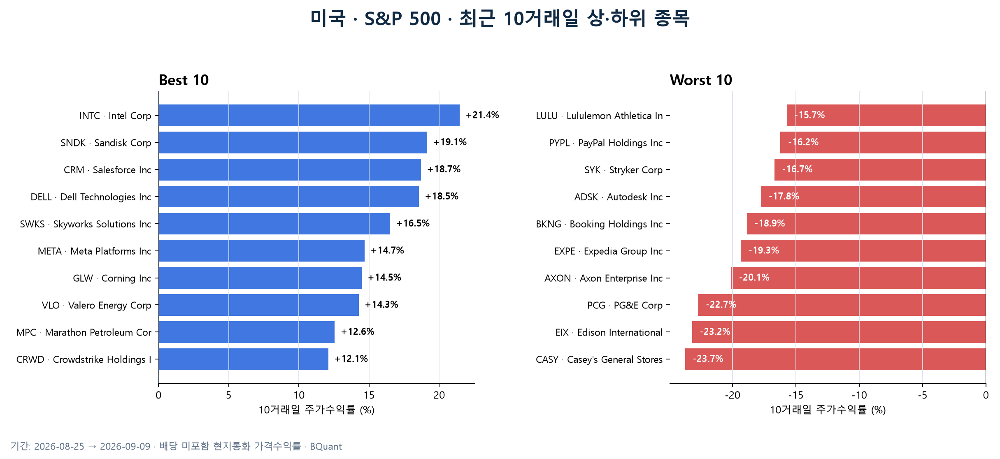 미국 · S&P 500 · 최근 10거래일 상·하위 종목
Best 10
INTC · Intel Corp +21.4%
SNDK · Sandisk Corp +19.1%
CRM · Salesforce Inc +18.7%
DELL · Dell Technologies Inc +18.5%
SWKS · Skyworks Solutions Inc +16.5%
META · Meta Platforms Inc +14.7%
GLW · Corning Inc +14.5%
VLO · Valero Energy Corp +14.3%
MPC · Marathon Petroleum Cor +12.6%
CRWD · Crowdstrike Holdings I +12.1%
0 5 10 15 20
10거래일 주가수익률 (%)
Worst 10
LULU · Lululemon Athletica In -15.7%
PYPL · PayPal Holdings Inc -16.2%
SYK · Stryker Corp -16.7%
ADSK · Autodesk Inc -17.8%
BKNG · Booking Holdings Inc -18.9%
EXPE · Expedia Group Inc -19.3%
AXON · Axon Enterprise Inc -20.1%
PCG · PG&E Corp -22.7%
EIX · Edison International -23.2%
CASY · Casey's General Stores -23.7%
-20 -15 -10 -5 0
10거래일 주가수익률 (%)
기간: 2026-08-25 → 2026-09-09 · 배당 미포함 현지통화 가격수익률 · BQuant